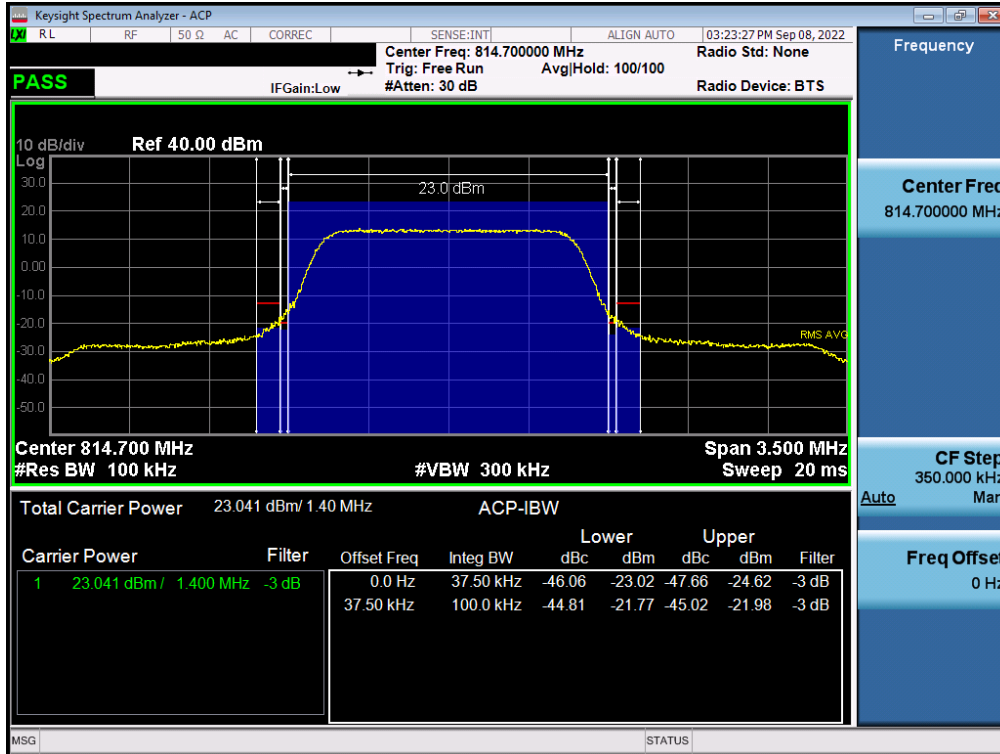 Keysight Spectrum Analyzer - ACP
LXI RL RF 50 Ω AC CORREC SENSE:INT ALIGN AUTO 03:23:27 PM Sep 08, 2022
Center Freq: 814.700000 MHz Radio Std: None
Trig: Free Run Avg|Hold: 100/100
PASS IFGain:Low #Atten: 30 dB Radio Device: BTS
Frequency
10 dB/div Ref 40.00 dBm
Log
30.0
23.0 dBm
20.0
10.0
0.00
-10.0
-20.0
RMS AVG
-30.0
-40.0
-50.0
Center 814.700 MHz Span 3.500 MHz
#Res BW 100 kHz #VBW 300 kHz Sweep 20 ms
Center Freq
814.700000 MHz
CF Step
350.000 kHz
Auto Man
Freq Offset
0 Hz
Total Carrier Power 23.041 dBm/ 1.40 MHz ACP-IBW
Lower Upper
Carrier Power Filter Offset Freq Integ BW dBc dBm dBc dBm Filter
1 23.041 dBm / 1.400 MHz -3 dB 0.0 Hz 37.50 kHz -46.06 -23.02 -47.66 -24.62 -3 dB
37.50 kHz 100.0 kHz -44.81 -21.77 -45.02 -21.98 -3 dB
MSG STATUS